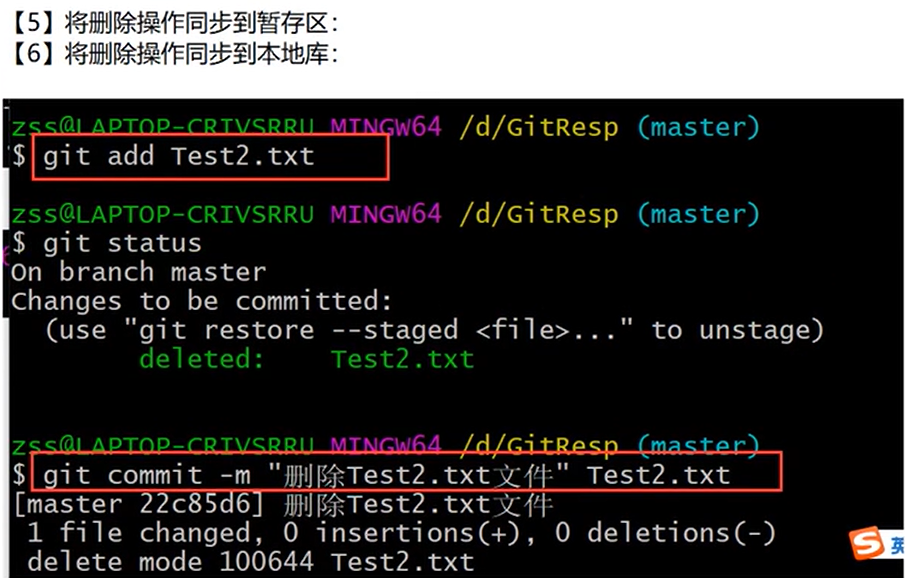 【5】将删除操作同步到暂存区：
【6】将删除操作同步到本地库：
zss@LAPTOP-CRIVSRRU MINGW64 /d/GitResp (master)
$ git add Test2.txt
zss@LAPTOP-CRIVSRRU MINGW64 /d/GitResp (master)
$ git status
On branch master
Changes to be committed:
  (use "git restore --staged <file>..." to unstage)
        deleted:    Test2.txt
zss@LAPTOP-CRIVSRRU MINGW64 /d/GitResp (master)
$ git commit -m "删除Test2.txt文件" Test2.txt
[master 22c85d6] 删除Test2.txt文件
 1 file changed, 0 insertions(+), 0 deletions(-)
 delete mode 100644 Test2.txt
S 英